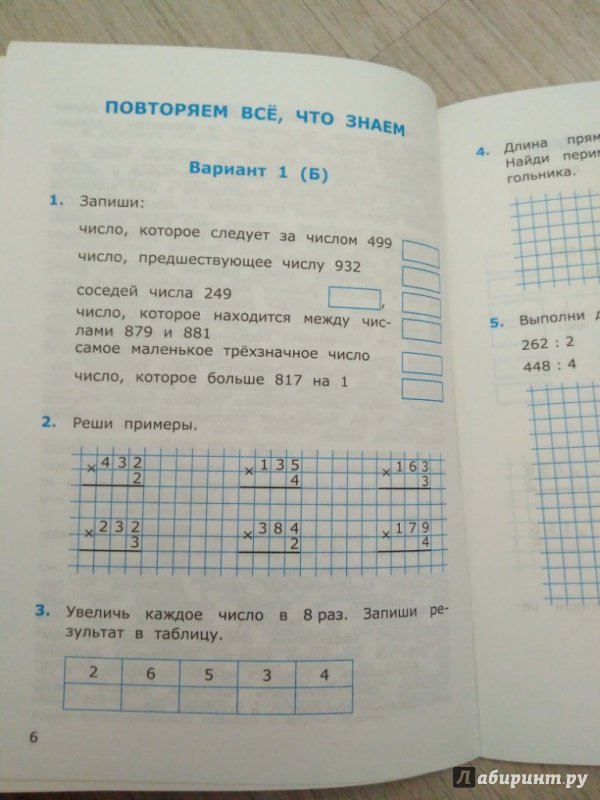 ПОВТОРЯЕМ ВСЁ, ЧТО ЗНАЕМ
Вариант 1 (Б)
1. Запиши:
число, которое следует за числом 499
число, предшествующее числу 932
соседей числа 249 ,
число, которое находится между чис-
лами 879 и 881
самое маленькое трёхзначное число
число, которое больше 817 на 1
2. Реши примеры.
× 432 × 135 × 163
2 4 3
× 232 × 384 × 179
3 2 4
3. Увеличь каждое число в 8 раз. Запиши ре-
зультат в таблицу.
2 6 5 3 4
6
4. Длина прям
Найди перим
гольника.
5. Выполни д
262 : 2
448 : 4
Лабиринт.ру